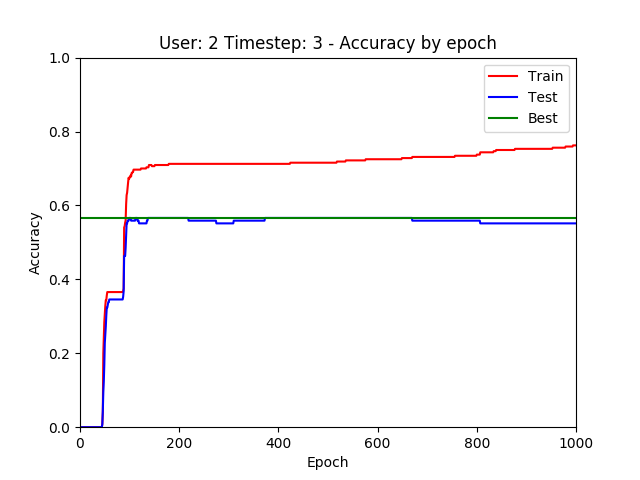 User: 2 Timestep: 3 - Accuracy by epoch
1.0
0.8
0.6
0.4
0.2
0.0
Accuracy
Train
Test
Best
0 200 400 600 800 1000
Epoch